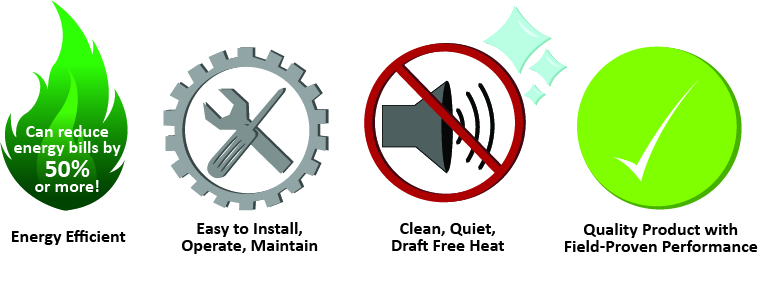 Can reduce
energy bills by
50%
or more!
Energy Efficient
Easy to Install,
Operate, Maintain
Clean, Quiet,
Draft Free Heat
Quality Product with
Field-Proven Performance